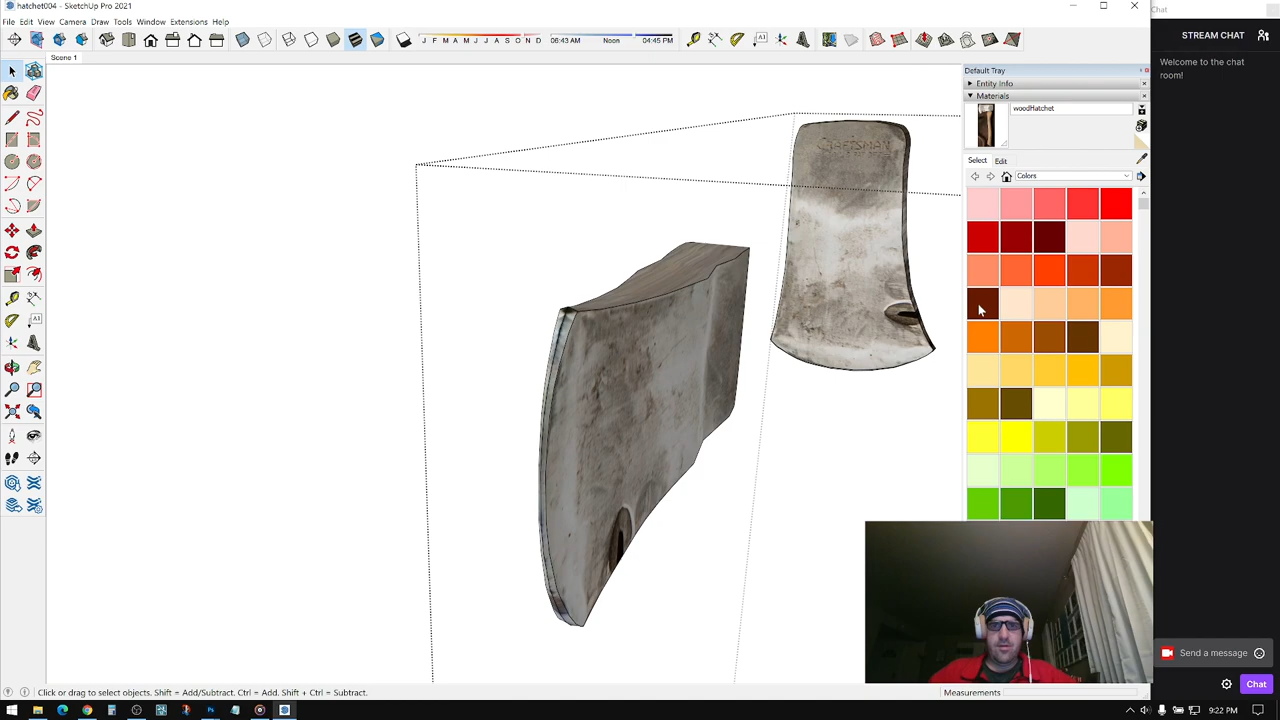 hatchet004 - SketchUp Pro 2021
File Edit View Camera Draw Tools Window Extensions Help
J F M A M J J A S O N D
06:43 AM Noon 04:45 PM
Scene 1
Default Tray
Entity Info
Materials
woodHatchet
Select Edit
Colors
CRAFTSMAN
Click or drag to select objects. Shift = Add/Subtract. Ctrl = Add. Shift + Ctrl = Subtract.
Measurements
Chat
STREAM CHAT
Welcome to the chat
room!
Send a message
Chat
9:22 PM